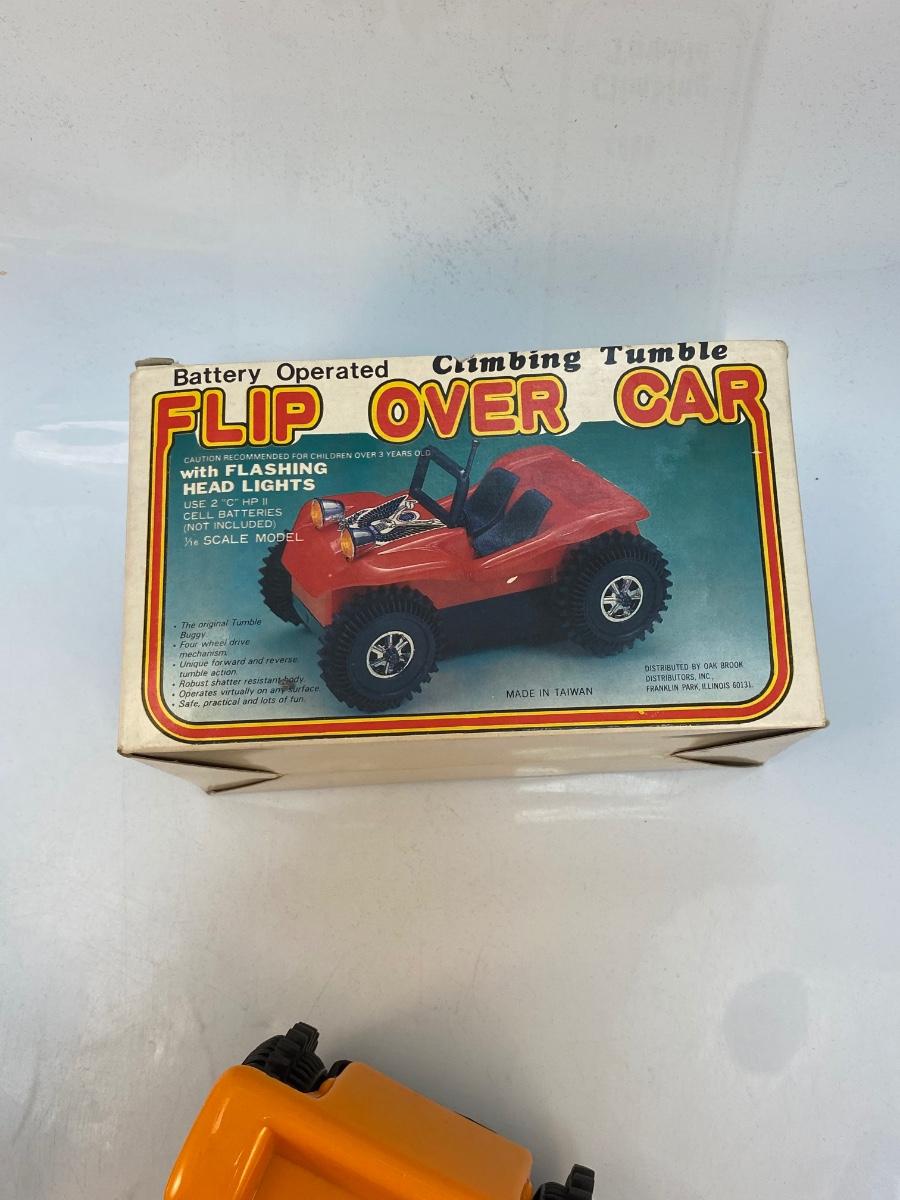 Battery Operated Climbing Tumble
FLIP OVER CAR
CAUTION RECOMMENDED FOR CHILDREN OVER 3 YEARS OLD
with FLASHING
HEAD LIGHTS
USE 2 "C" HP II
CELL BATTERIES
(NOT INCLUDED)
1/16 SCALE MODEL
• The original Tumble
Buggy.
• Four wheel drive
mechanism.
• Unique forward and reverse
tumble action.
• Robust shatter resistant body.
• Operates virtually on any surface.
• Safe, practical and lots of fun.
MADE IN TAIWAN
DISTRIBUTED BY OAK BROOK
DISTRIBUTORS, INC.,
FRANKLIN PARK, ILLINOIS 60131.